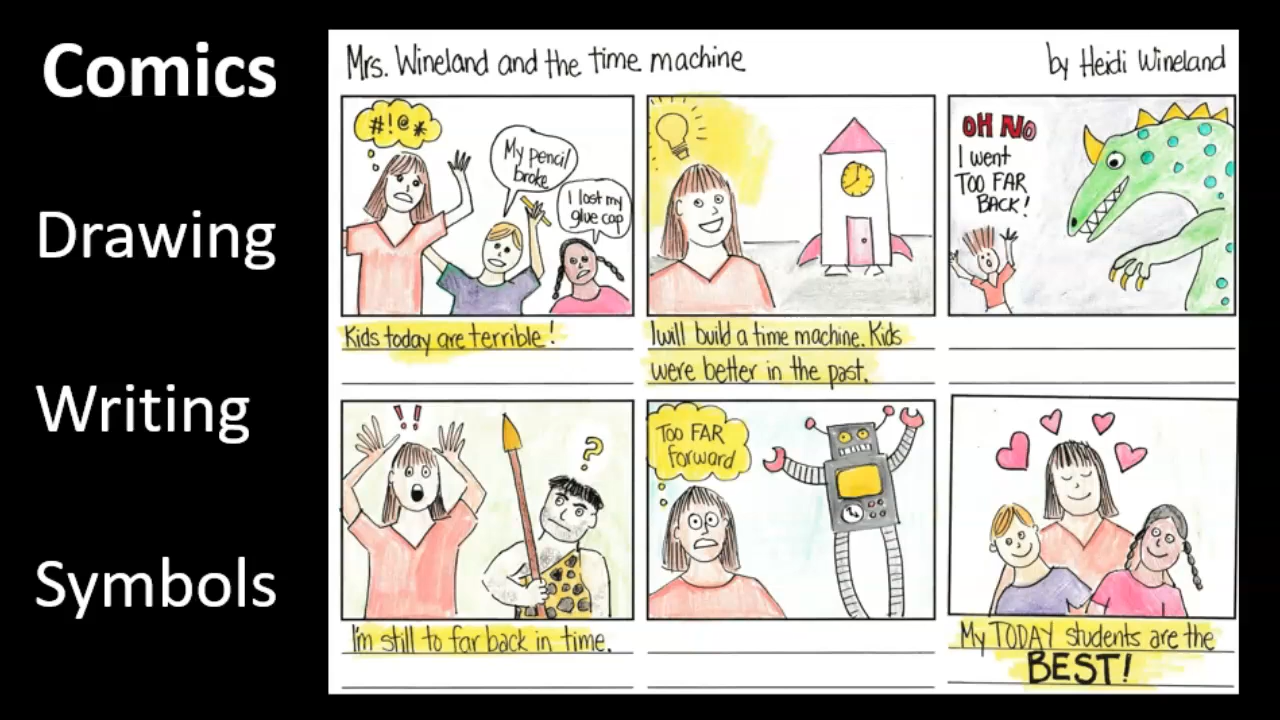 Comics
Drawing
Writing
Symbols
Mrs. Wineland and the time machine
by Heidi Wineland
#!@*
My pencil
broke
I lost my
glue cap
Kids today are terrible!
I will build a time machine. Kids
were better in the past.
OH NO
I went
TOO FAR
BACK!
!!
?
I'm still to far back in time.
TOO FAR
forward
My TODAY students are the
BEST!